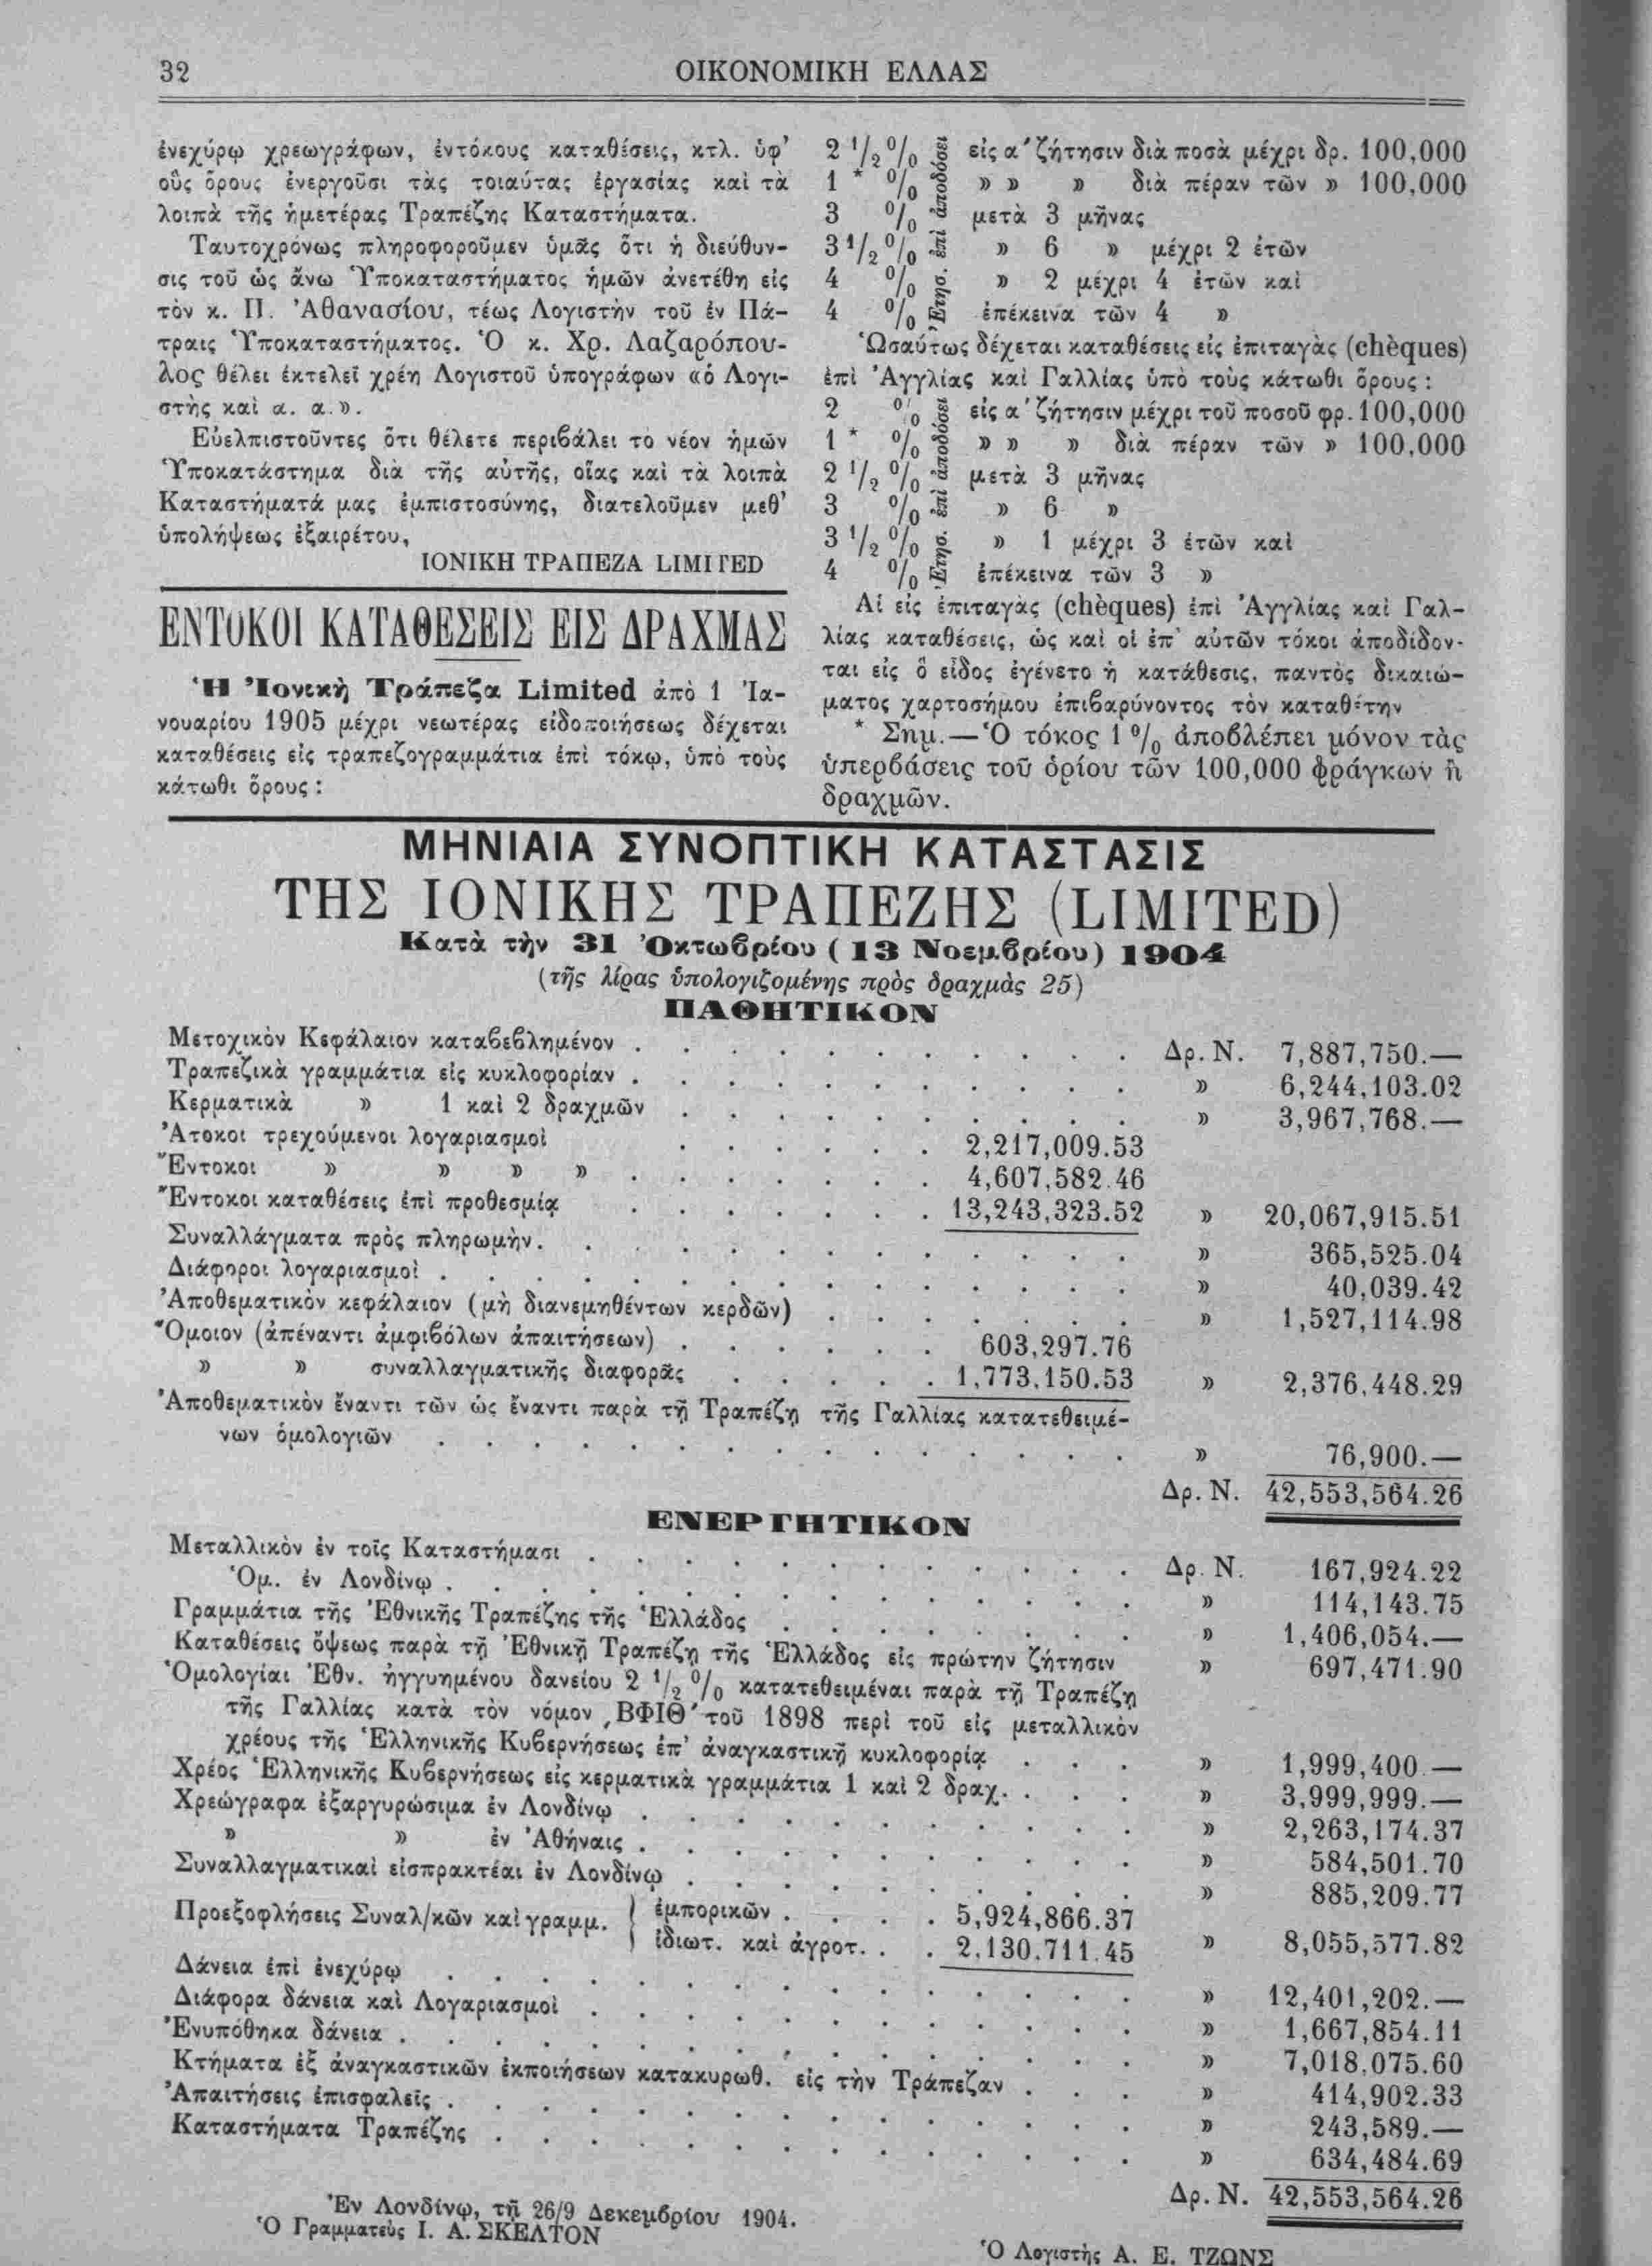 32
ΟΙΚΟΝΟΜΙΚΗ ΕΛΛΑΣ
ἐνεχύρῳ χρεωγράφων, ἐντόκους καταθέσεις, κτλ. ὑφ’
οὓς ὅρους ἐνεργοῦσι τὰς τοιαύτας ἐργασίας καὶ τὰ
λοιπὰ τῆς ἡμετέρας Τραπέζης Καταστήματα.
Ταυτοχρόνως πληροφοροῦμεν ὑμᾶς ὅτι ἡ διεύθυν-
σις τοῦ ὡς ἄνω Ὑποκαταστήματος ἡμῶν ἀνετέθη εἰς
τὸν κ. Π. Ἀθανασίου, τέως Λογιστὴν τοῦ ἐν Πά-
τραις Ὑποκαταστήματος. Ὁ κ. Χρ. Λαζαρόπου-
λος θέλει ἐκτελεῖ χρέη Λογιστοῦ ὑπογράφων «ὁ Λογι-
στὴς καὶ α. α.».
Εὐελπιστοῦντες ὅτι θέλετε περιβάλει τὸ νέον ἡμῶν
Ὑποκατάστημα διὰ τῆς αὐτῆς, οἵας καὶ τὰ λοιπὰ
Καταστήματά μας ἐμπιστοσύνης, διατελοῦμεν μεθ’
ὑπολήψεως ἐξαιρέτου,
ΙΟΝΙΚΗ ΤΡΑΠΕΖΑ LIMITED
ΕΝΤΟΚΟΙ ΚΑΤΑΘΕΣΕΙΣ ΕΙΣ ΔΡΑΧΜΑΣ
Ἡ Ἰονικὴ Τράπεζα Limited ἀπὸ 1 Ἰα-
νουαρίου 1905 μέχρι νεωτέρας εἰδοποιήσεως δέχεται
καταθέσεις εἰς τραπεζογραμμάτια ἐπὶ τόκῳ, ὑπὸ τοὺς
κάτωθι ὅρους :
Ἐτησ. ἐπὶ ἀποδόσει
2 1/2 % εἰς α΄ ζήτησιν διὰ ποσὰ μέχρι δρ. 100,000
1 * % » » » διὰ πέραν τῶν » 100,000
3 % μετὰ 3 μῆνας
3 1/2 % » 6 » μέχρι 2 ἐτῶν
4 % » 2 μέχρι 4 ἐτῶν καὶ
4 % ἐπέκεινα τῶν 4 »
Ὡσαύτως δέχεται καταθέσεις εἰς ἐπιταγὰς (chèques)
ἐπὶ Ἀγγλίας καὶ Γαλλίας ὑπὸ τοὺς κάτωθι ὅρους :
Ἐτησ. ἐπὶ ἀποδόσει
2 % εἰς α΄ ζήτησιν μέχρι τοῦ ποσοῦ φρ. 100,000
1 * % » » » διὰ πέραν τῶν » 100,000
2 1/2 % μετὰ 3 μῆνας
3 % » 6 »
3 1/2 % » 1 μέχρι 3 ἐτῶν καὶ
4 % ἐπέκεινα τῶν 3 »
Αἱ εἰς ἐπιταγὰς (chèques) ἐπὶ Ἀγγλίας καὶ Γαλ-
λίας καταθέσεις, ὡς καὶ οἱ ἐπ’ αὐτῶν τόκοι ἀποδίδον-
ται εἰς ὃ εἶδος ἐγένετο ἡ κατάθεσις, παντὸς δικαιώ-
ματος χαρτοσήμου ἐπιβαρύνοντος τὸν καταθέτην
* Σημ. — Ὁ τόκος 1 % ἀποβλέπει μόνον τὰς
ὑπερβάσεις τοῦ ὁρίου τῶν 100,000 φράγκων ἢ
δραχμῶν.
ΜΗΝΙΑΙΑ ΣΥΝΟΠΤΙΚΗ ΚΑΤΑΣΤΑΣΙΣ
ΤΗΣ ΙΟΝΙΚΗΣ ΤΡΑΠΕΖΗΣ (LIMITED)
Κατὰ τὴν 31 Ὀκτωβρίου (13 Νοεμβρίου) 1904
(τῆς λίρας ὑπολογιζομένης πρὸς δραχμὰς 25)
ΠΑΘΗΤΙΚΟΝ
Μετοχικὸν Κεφάλαιον καταβεβλημένον . . . . Δρ. Ν. 7,887,750.—
Τραπεζικὰ γραμμάτια εἰς κυκλοφορίαν . . . . » 6,244,103.02
Κερματικὰ » 1 καὶ 2 δραχμῶν . . . . » 3,967,768.—
Ἄτοκοι τρεχούμενοι λογαριασμοὶ . . . . 2,217,009.53
Ἔντοκοι » » » » . . . . 4,607,582.46
Ἔντοκοι καταθέσεις ἐπὶ προθεσμίᾳ . . . . 13,243,323.52 » 20,067,915.51
Συναλλάγματα πρὸς πληρωμὴν . . . . » 365,525.04
Διάφοροι λογαριασμοὶ . . . . » 40,039.42
Ἀποθεματικὸν κεφάλαιον (μὴ διανεμηθέντων κερδῶν) . . . . » 1,527,114.98
Ὅμοιον (ἀπέναντι ἀμφιβόλων ἀπαιτήσεων) . . . . 603,297.76
» » συναλλαγματικῆς διαφορᾶς . . . . 1,773,150.53 » 2,376,448.29
Ἀποθεματικὸν ἔναντι τῶν ὡς ἔναντι παρὰ τῇ Τραπέζῃ τῆς Γαλλίας κατατεθειμέ-
νων ὁμολογιῶν . . . . » 76,900.—
Δρ. Ν. 42,553,564.26
ΕΝΕΡΓΗΤΙΚΟΝ
Μεταλλικὸν ἐν τοῖς Καταστήμασι . . . . Δρ. Ν. 167,924.22
Ὁμ. ἐν Λονδίνῳ . . . . » 114,143.75
Γραμμάτια τῆς Ἐθνικῆς Τραπέζης τῆς Ἑλλάδος . . . . » 1,406,054.—
Καταθέσεις ὄψεως παρὰ τῇ Ἐθνικῇ Τραπέζῃ τῆς Ἑλλάδος εἰς πρώτην ζήτησιν » 697,471.90
Ὁμολογίαι Ἐθν. ἠγγυημένου δανείου 2 1/2 % κατατεθειμέναι παρὰ τῇ Τραπέζῃ
τῆς Γαλλίας κατὰ τὸν νόμον ͵ΒΦΙΘ΄ τοῦ 1898 περὶ τοῦ εἰς μεταλλικὸν
χρέους τῆς Ἑλληνικῆς Κυβερνήσεως ἐπ’ ἀναγκαστικῇ κυκλοφορίᾳ . . . » 1,999,400.—
Χρέος Ἑλληνικῆς Κυβερνήσεως εἰς κερματικὰ γραμμάτια 1 καὶ 2 δραχ. . . . » 3,999,999.—
Χρεώγραφα ἐξαργυρώσιμα ἐν Λονδίνῳ . . . . » 2,263,174.37
» » ἐν Ἀθήναις . . . . » 584,501.70
Συναλλαγματικαὶ εἰσπρακτέαι ἐν Λονδίνῳ . . . . » 885,209.77
Προεξοφλήσεις Συναλ/κῶν καὶ γραμμ. { ἐμπορικῶν . . . . 5,924,866.37
ἰδιωτ. καὶ ἀγροτ. . . 2,130,711.45 » 8,055,577.82
Δάνεια ἐπὶ ἐνεχύρῳ . . . . » 12,401,202.—
Διάφορα δάνεια καὶ Λογαριασμοὶ . . . . » 1,667,854.11
Ἐνυπόθηκα δάνεια . . . . » 7,018,075.60
Κτήματα ἐξ ἀναγκαστικῶν ἐκποιήσεων κατακυρωθ. εἰς τὴν Τράπεζαν . . . » 414,902.33
Ἀπαιτήσεις ἐπισφαλεῖς . . . . » 243,589.—
Καταστήματα Τραπέζης . . . . » 634,484.69
Δρ. Ν. 42,553,564.26
Ἐν Λονδίνῳ, τῇ 26/9 Δεκεμβρίου 1904.
Ὁ Γραμματεὺς Ι. Α. ΣΚΕΛΤΟΝ
Ὁ Λογιστὴς Α. Ε. ΤΖΩΝΣ